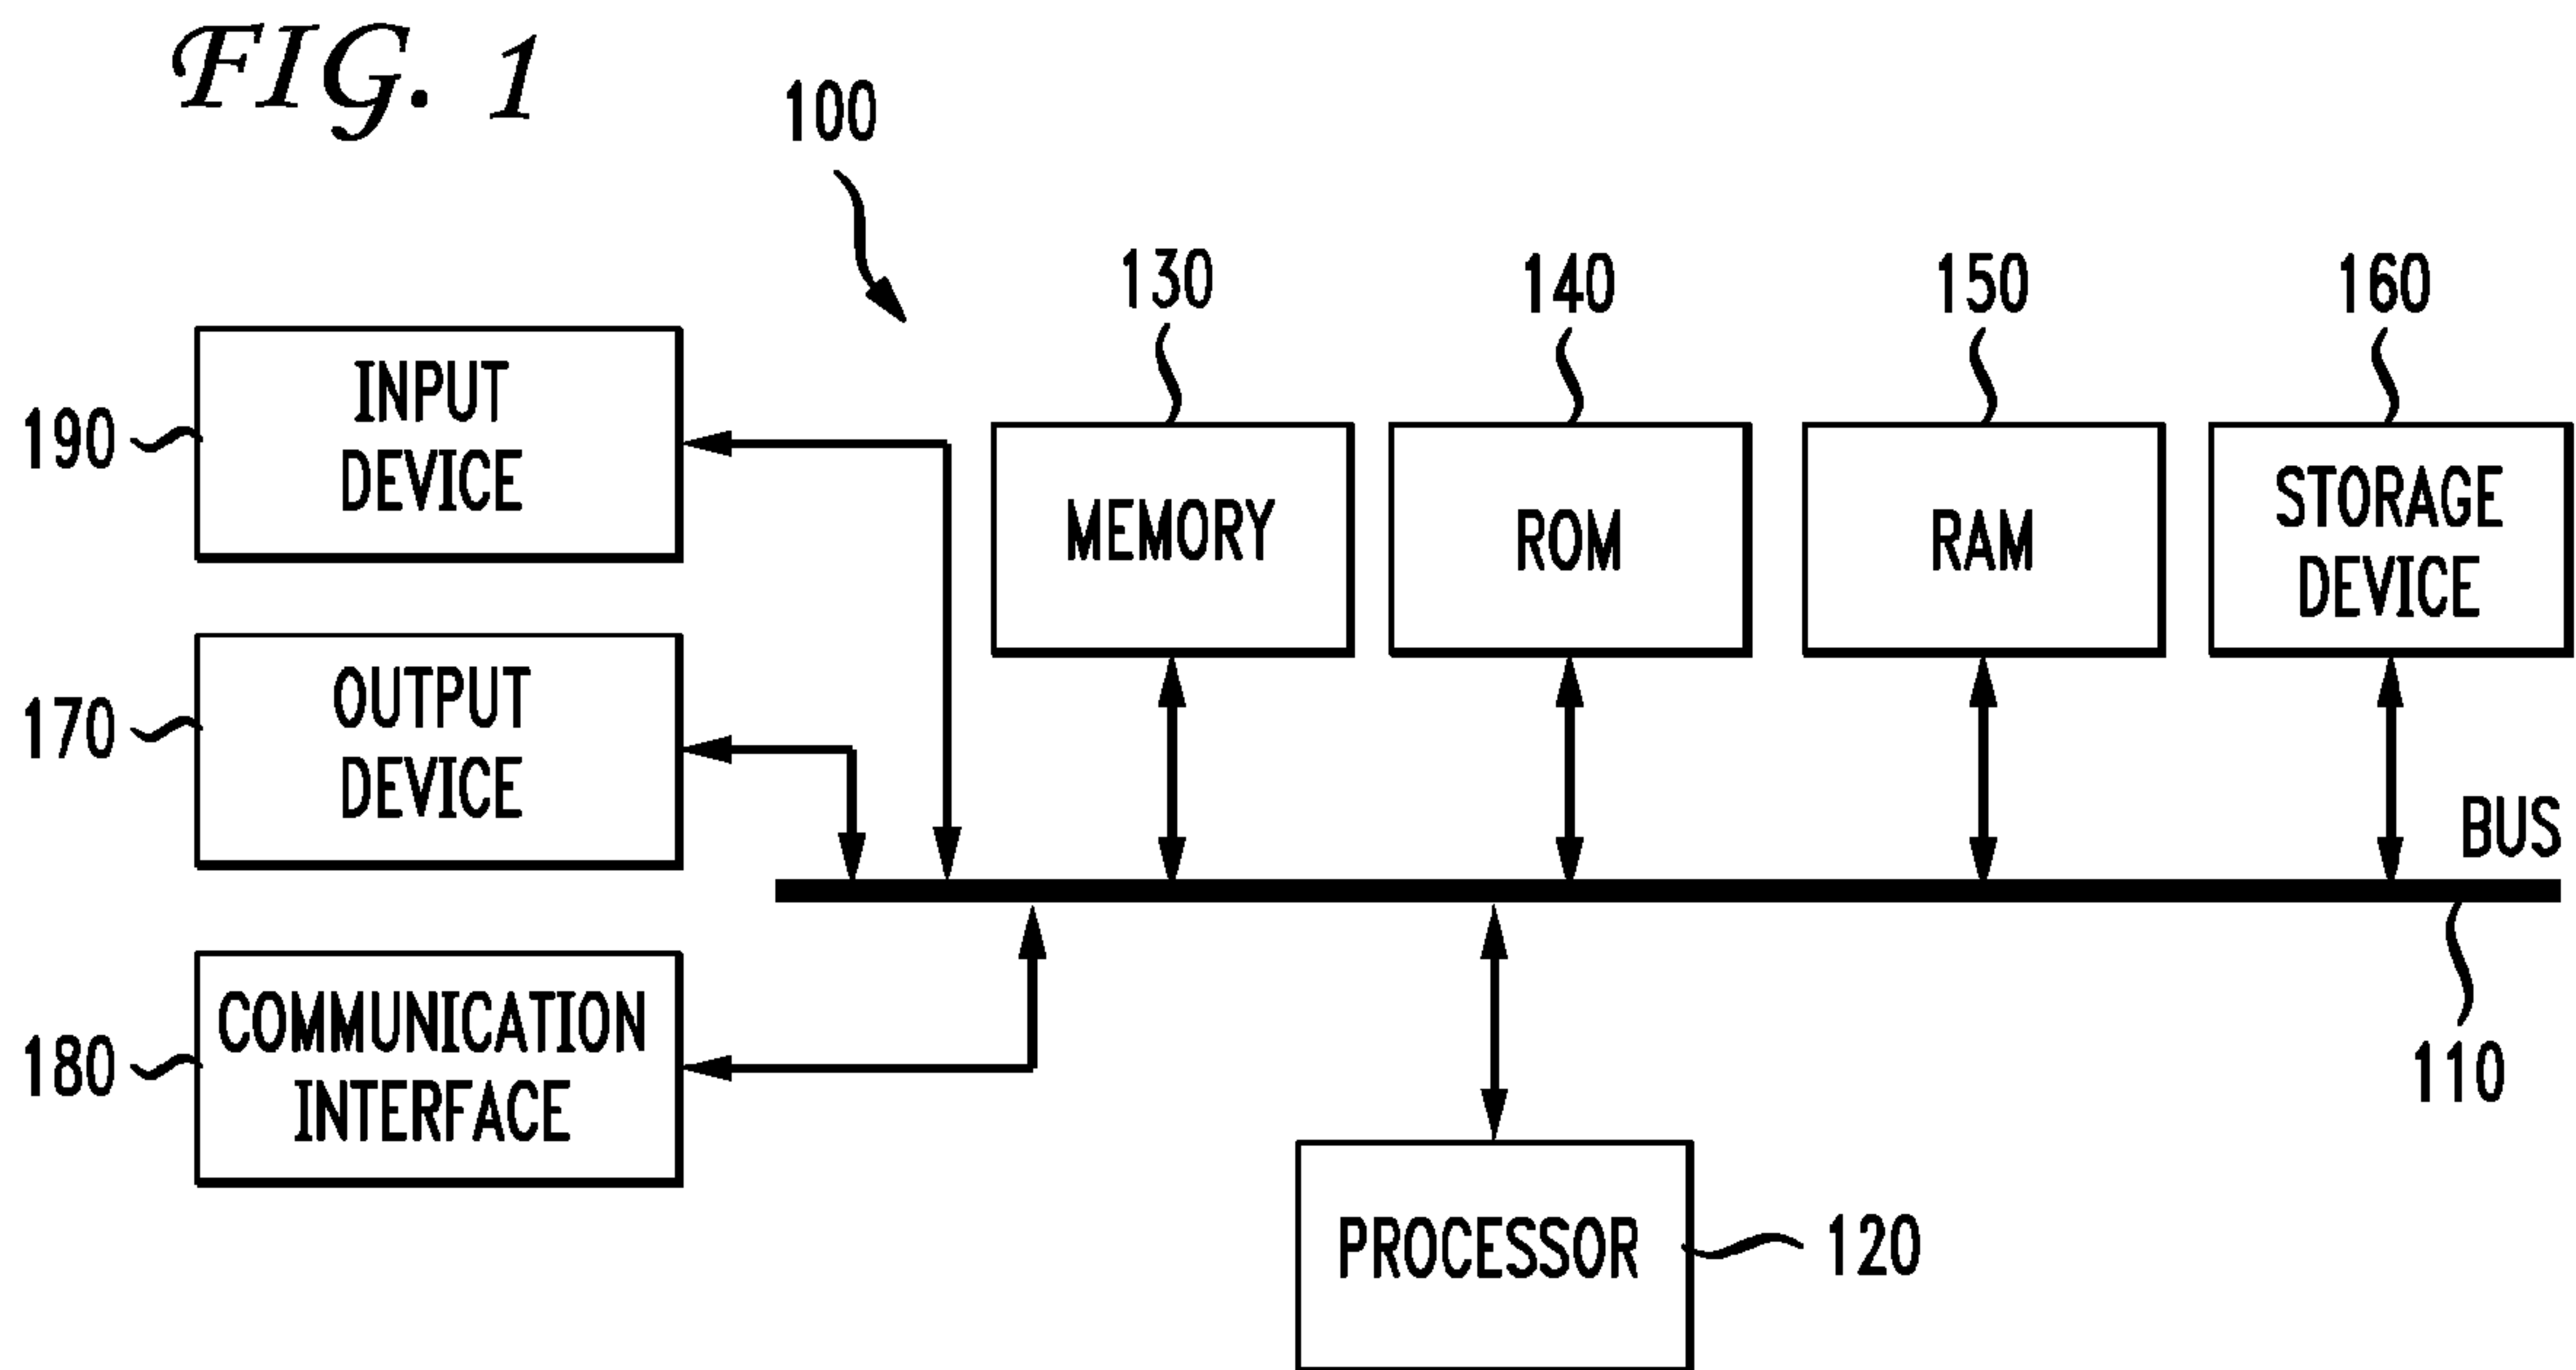 FIG. 1
100
130
140
150
160
190
INPUT
DEVICE
MEMORY
ROM
RAM
STORAGE
DEVICE
170
OUTPUT
DEVICE
BUS
180
COMMUNICATION
INTERFACE
110
PROCESSOR
120